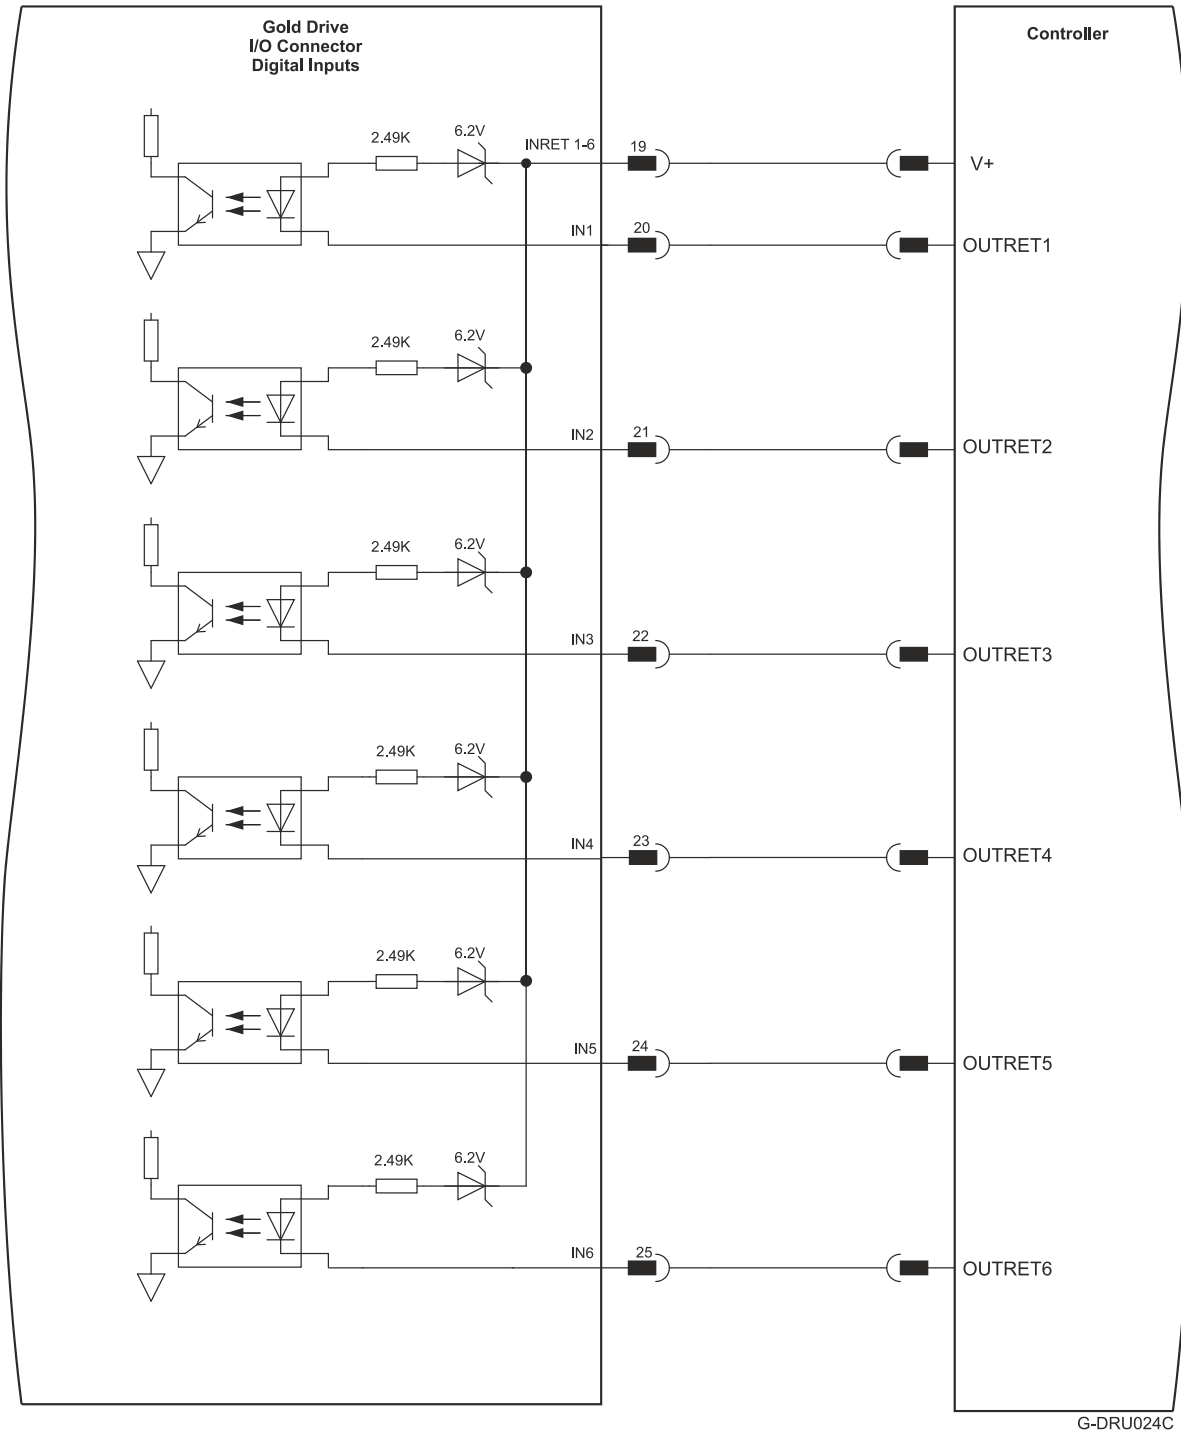 Gold Drive
I/O Connector
Digital Inputs
Controller
2.49K
6.2V
INRET 1-6
19
V+
IN1
20
OUTRET1
2.49K
6.2V
IN2
21
OUTRET2
2.49K
6.2V
IN3
22
OUTRET3
2.49K
6.2V
IN4
23
OUTRET4
2.49K
6.2V
IN5
24
OUTRET5
2.49K
6.2V
IN6
25
OUTRET6
G-DRU024C